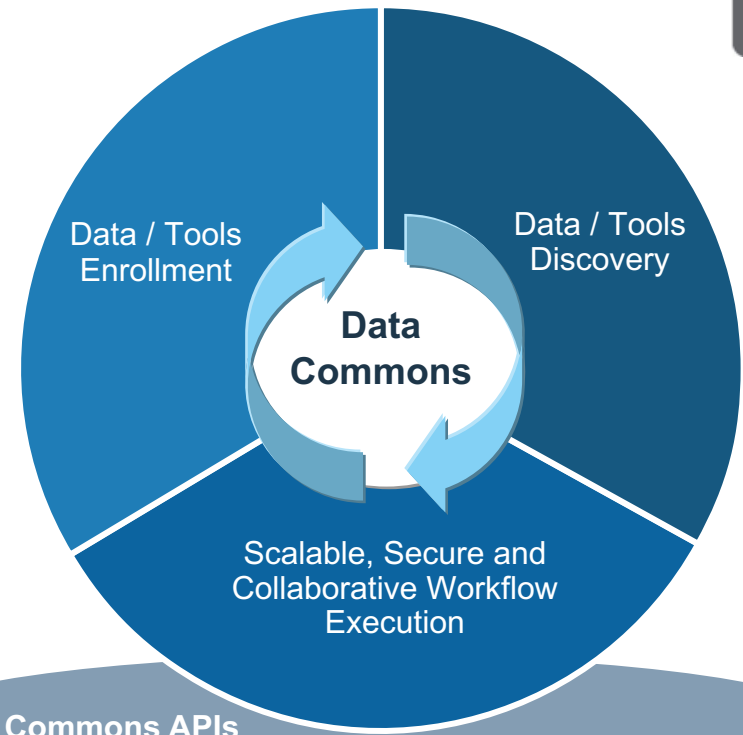 Data / Tools
Enrollment
Data / Tools
Discovery
Data
Commons
Scalable, Secure and
Collaborative Workflow
Execution
Commons APIs